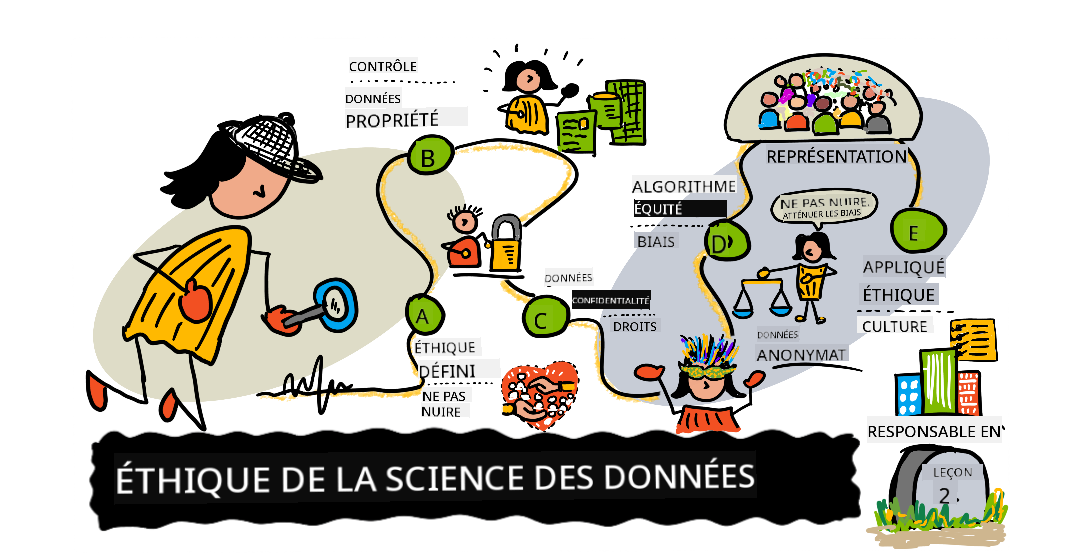 CONTRÔLE
DONNÉES
PROPRIÉTÉ
B
REPRÉSENTATION
ALGORITHME
ÉQUITÉ
BIAIS
D
NE PAS NUIRE.
ATTÉNUER LES BIAIS
E
APPLIQUÉ
ÉTHIQUE
CULTURE
DONNÉES
CONFIDENTIALITÉ
DROITS
C
A
ÉTHIQUE
DÉFINI
NE PAS
NUIRE
DONNÉES
ANONYMAT
RESPONSABLE EN
LEÇON
2.
ÉTHIQUE DE LA SCIENCE DES DONNÉES